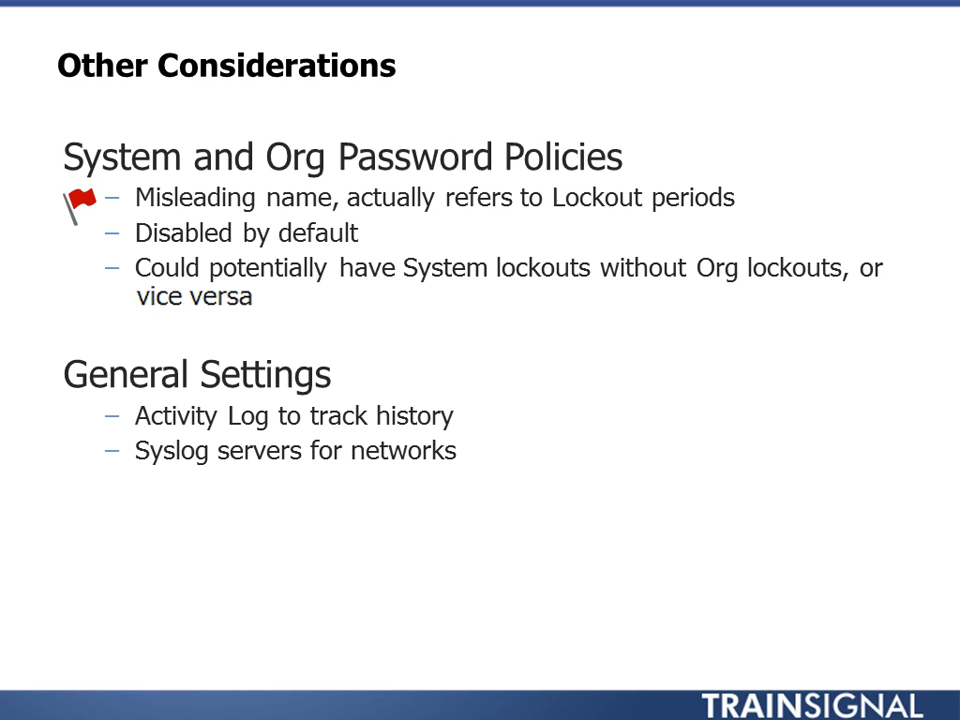 Other Considerations
System and Org Password Policies
– Misleading name, actually refers to Lockout periods
– Disabled by default
– Could potentially have System lockouts without Org lockouts, or
vice versa
General Settings
– Activity Log to track history
– Syslog servers for networks
TRAINSIGNAL